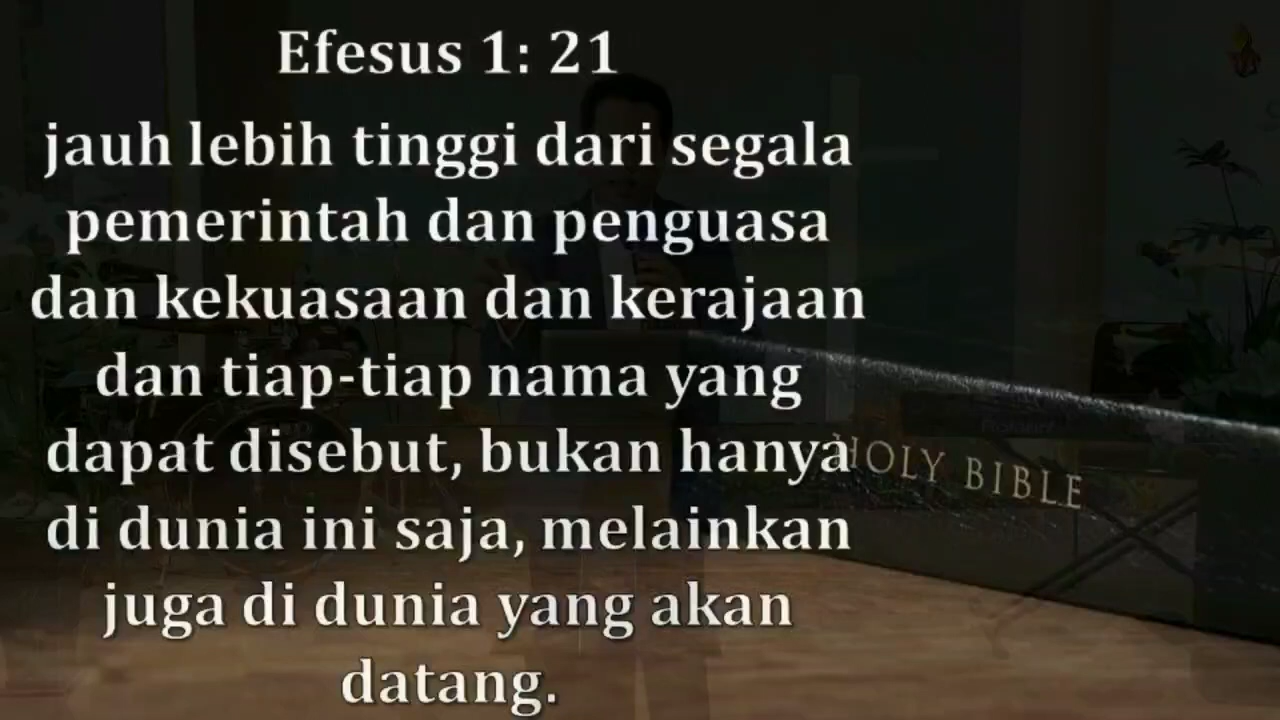 Efesus 1: 21
jauh lebih tinggi dari segala
pemerintah dan penguasa
dan kekuasaan dan kerajaan
dan tiap-tiap nama yang
dapat disebut, bukan hanya
di dunia ini saja, melainkan
juga di dunia yang akan
datang.
HOLY BIBLE